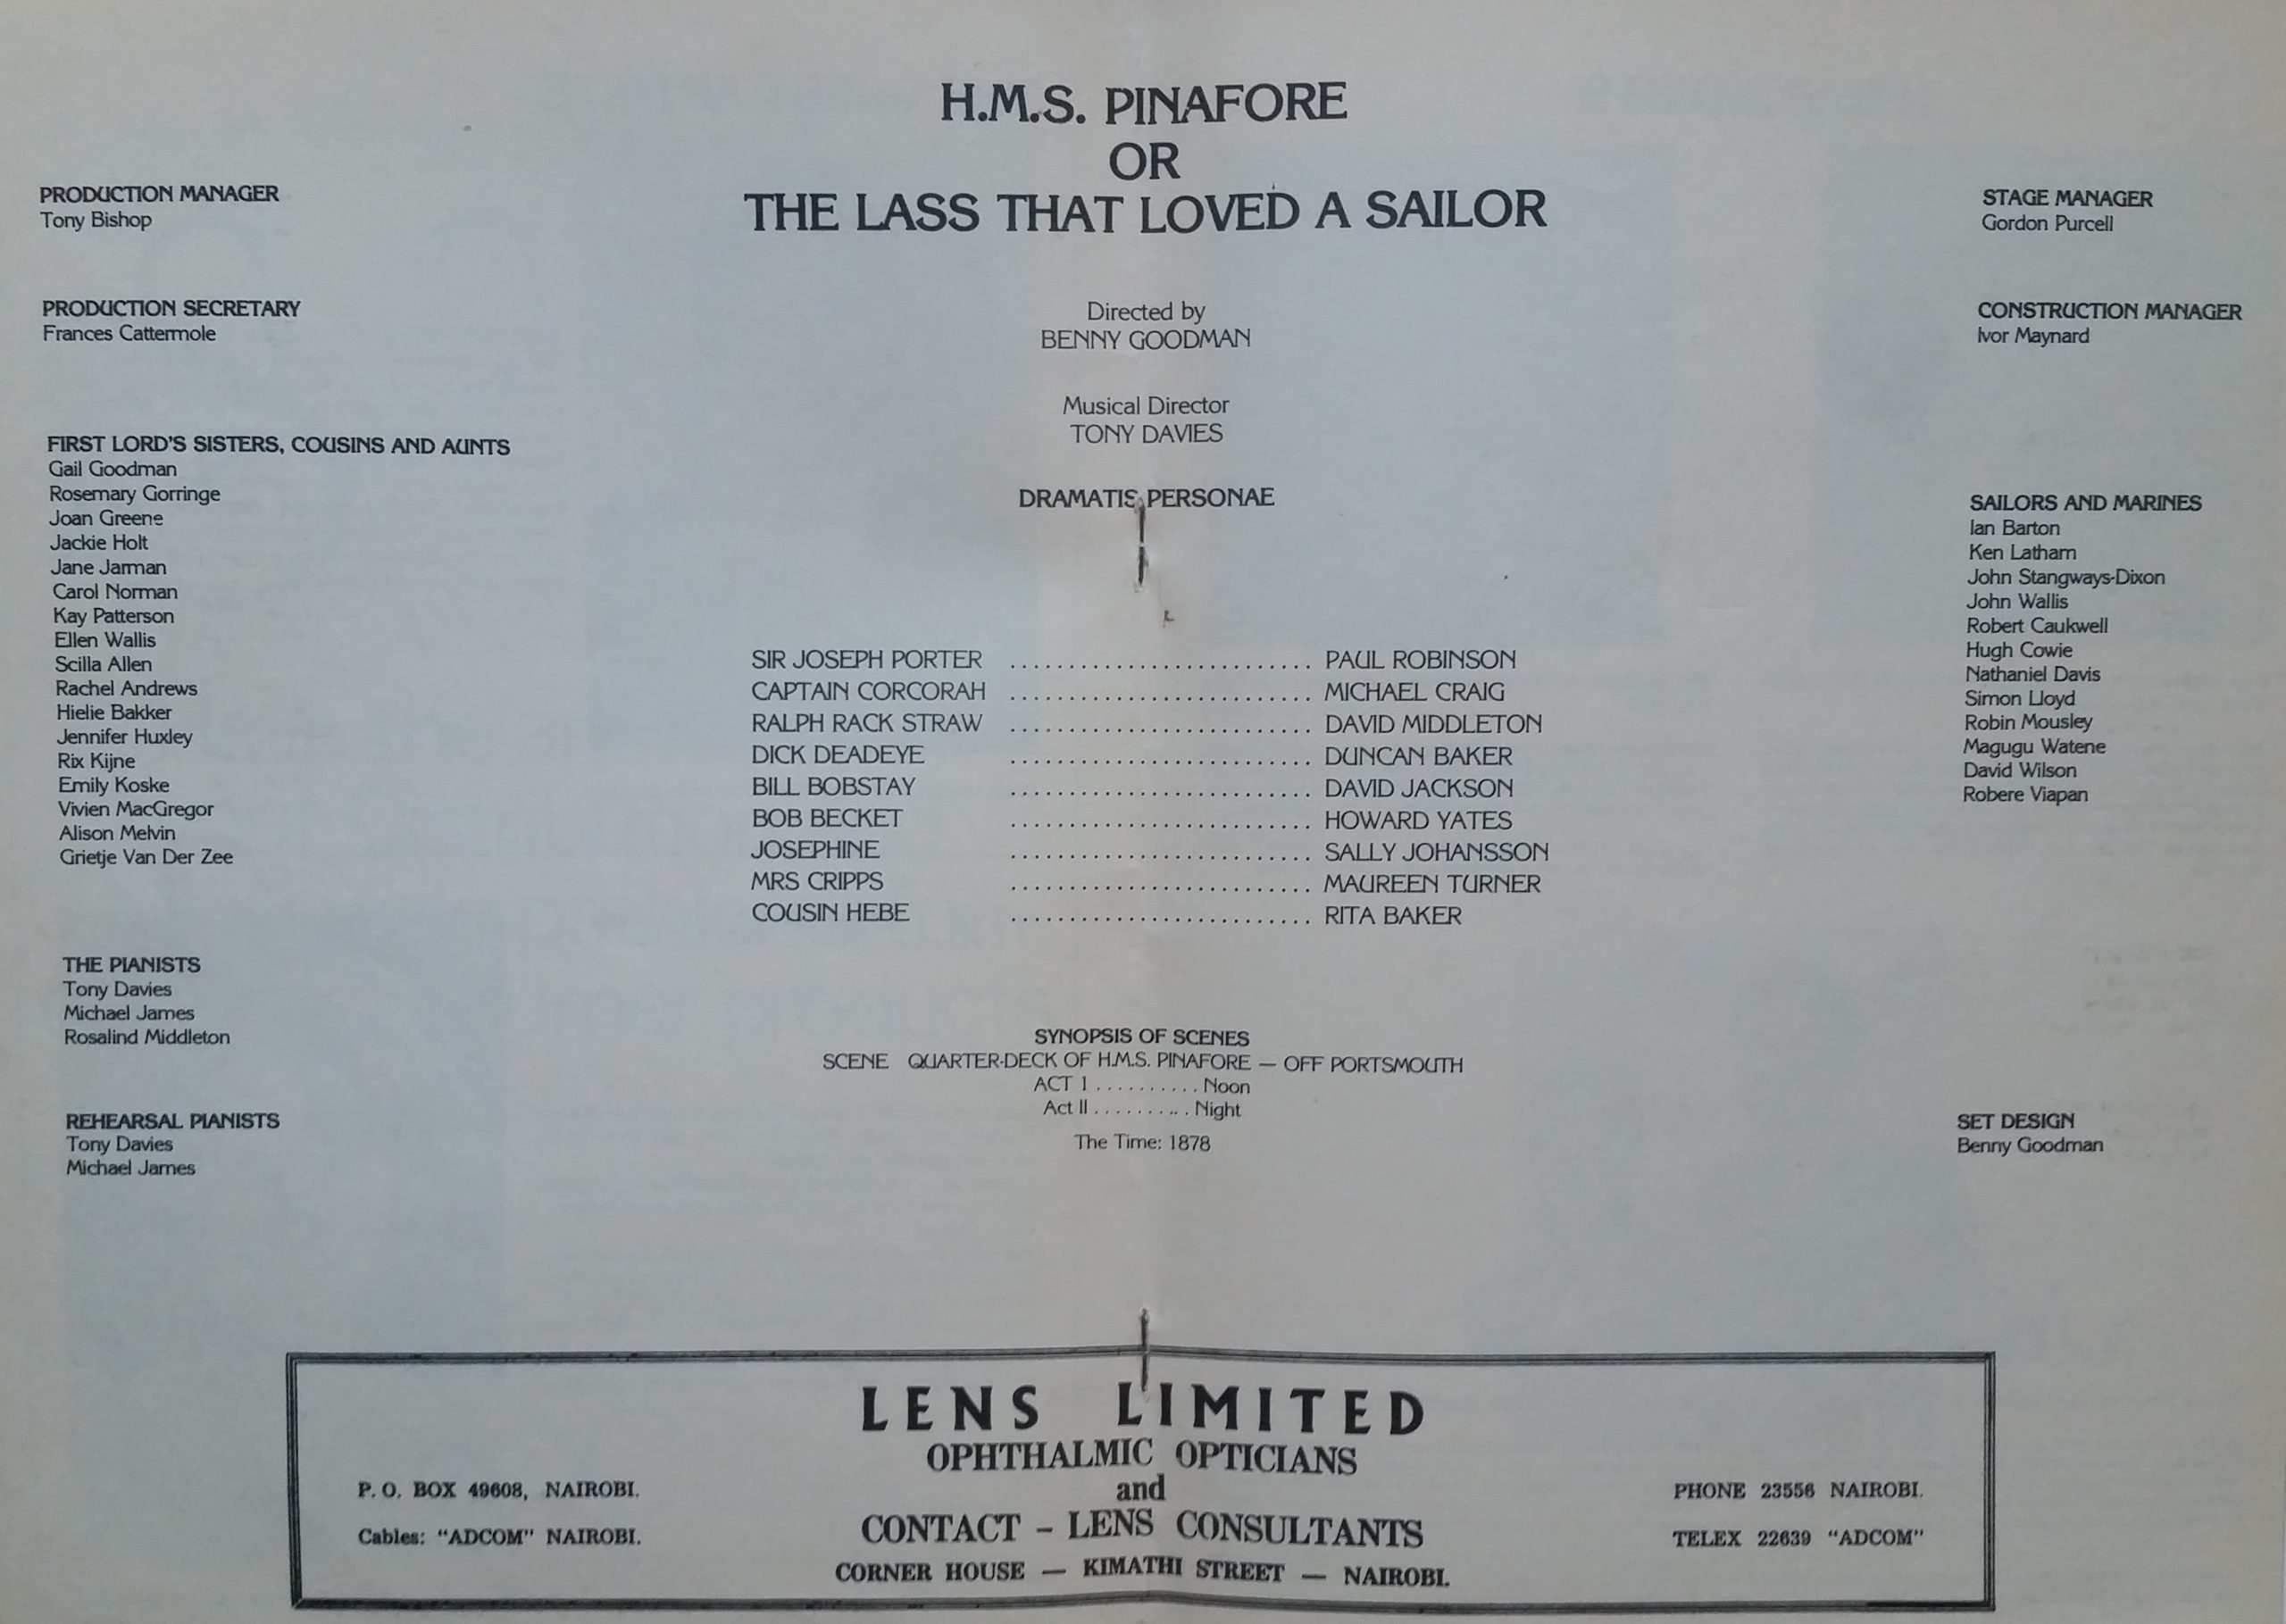 H.M.S. PINAFORE
OR
THE LASS THAT LOVED A SAILOR
PRODUCTION MANAGER
Tony Bishop
PRODUCTION SECRETARY
Frances Cattermole
FIRST LORD'S SISTERS, COUSINS AND AUNTS
Gail Goodman
Rosemary Gorringe
Joan Greene
Jackie Holt
Jane Jarman
Carol Norman
Kay Patterson
Ellen Wallis
Scilla Allen
Rachel Andrews
Hielie Bakker
Jennifer Huxley
Rix Kijne
Emily Koske
Vivien MacGregor
Alison Melvin
Grietje Van Der Zee
THE PIANISTS
Tony Davies
Michael James
Rosalind Middleton
REHEARSAL PIANISTS
Tony Davies
Michael James
Directed by
BENNY GOODMAN
Musical Director
TONY DAVIES
DRAMATIS PERSONAE
SIR JOSEPH PORTER .......................... PAUL ROBINSON
CAPTAIN CORCORAH .......................... MICHAEL CRAIG
RALPH RACK STRAW .......................... DAVID MIDDLETON
DICK DEADEYE .......................... DUNCAN BAKER
BILL BOBSTAY .......................... DAVID JACKSON
BOB BECKET .......................... HOWARD YATES
JOSEPHINE .......................... SALLY JOHANSSON
MRS CRIPPS .......................... MAUREEN TURNER
COUSIN HEBE .......................... RITA BAKER
SYNOPSIS OF SCENES
SCENE QUARTER-DECK OF H.M.S. PINAFORE — OFF PORTSMOUTH
ACT 1 .......... Noon
Act II .......... Night
The Time: 1878
STAGE MANAGER
Gordon Purcell
CONSTRUCTION MANAGER
Ivor Maynard
SAILORS AND MARINES
Ian Barton
Ken Latham
John Stangways-Dixon
John Wallis
Robert Caukwell
Hugh Cowie
Nathaniel Davis
Simon Lloyd
Robin Mousley
Magugu Watene
David Wilson
Robere Viapan
SET DESIGN
Benny Goodman
LENS LIMITED
OPHTHALMIC OPTICIANS
and
CONTACT - LENS CONSULTANTS
CORNER HOUSE — KIMATHI STREET — NAIROBI.
P. O. BOX 49608, NAIROBI.
Cables: "ADCOM" NAIROBI.
PHONE 23556 NAIROBI.
TELEX 22639 "ADCOM"